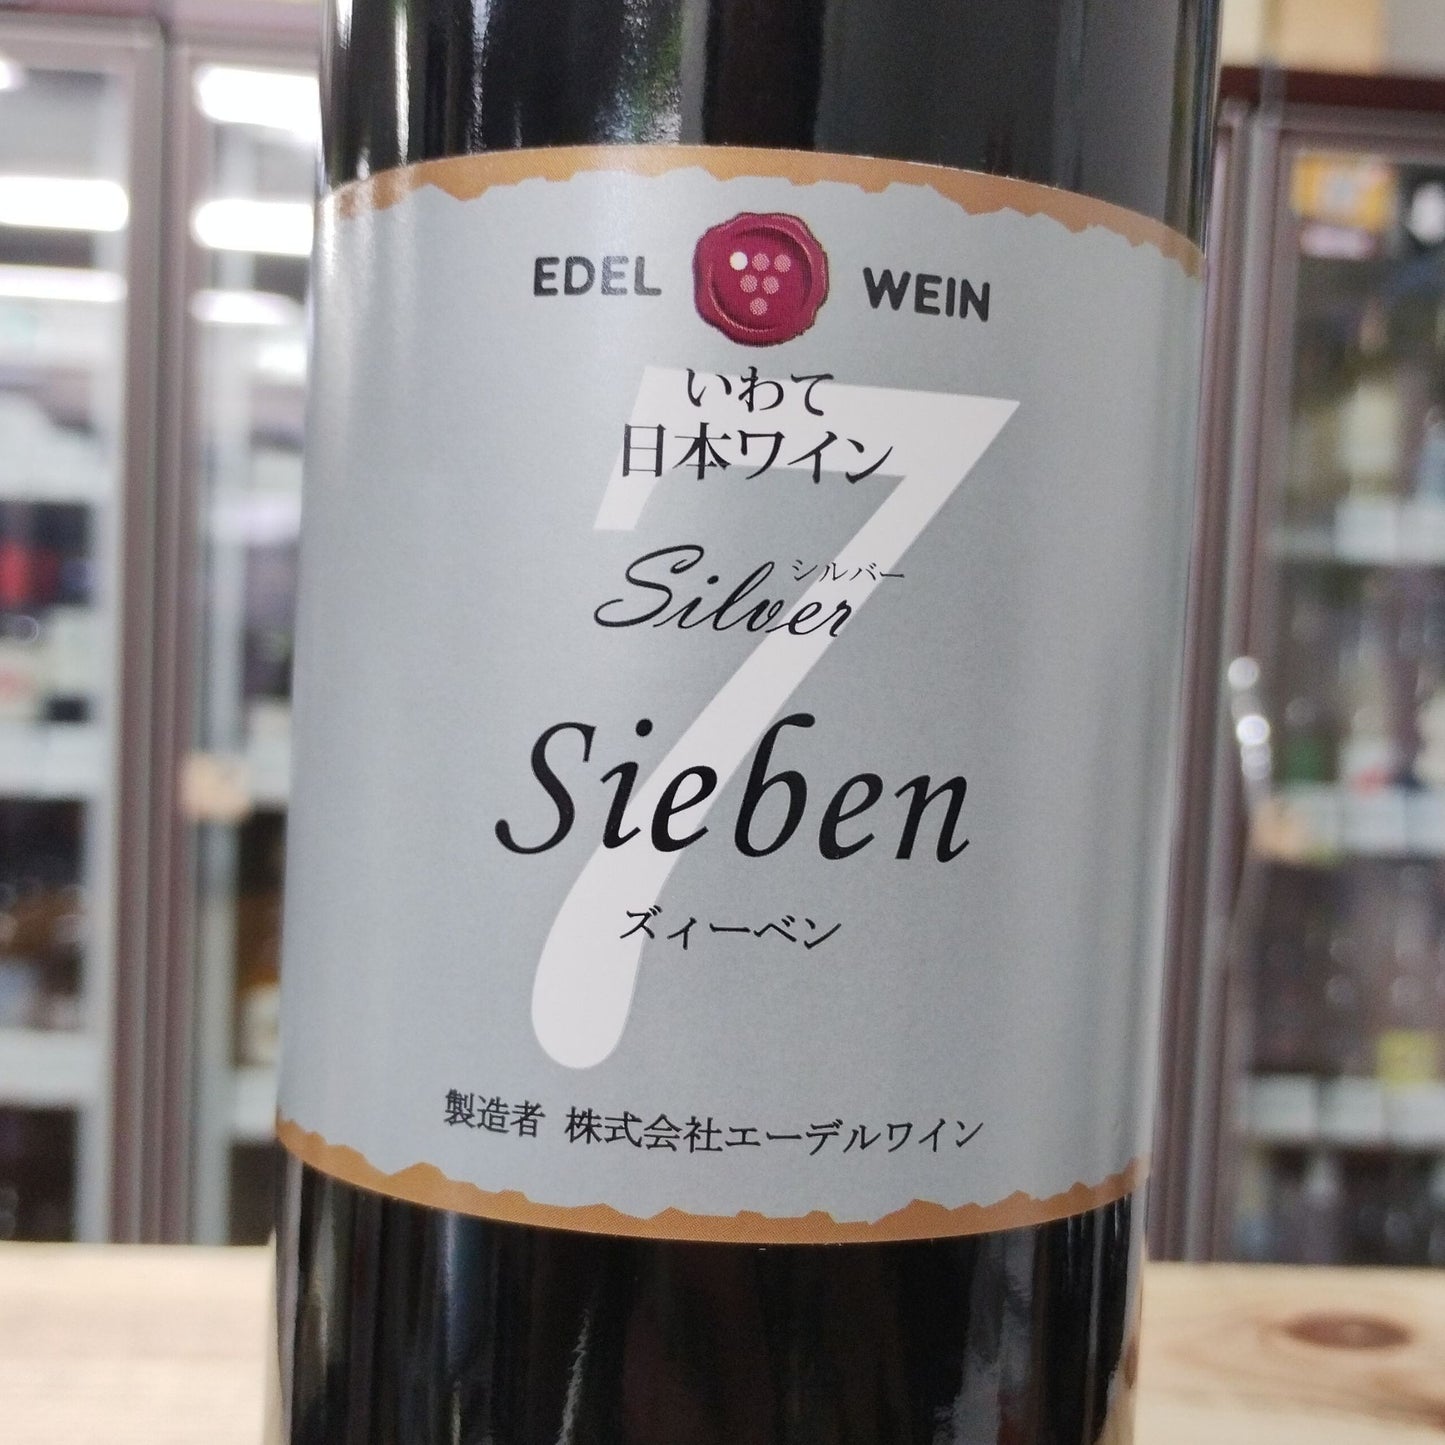 EDEL WEIN
7
いわて
日本ワイン
シルバー
Silver
Sieben
ズィーベン
製造者 株式会社エーデルワイン